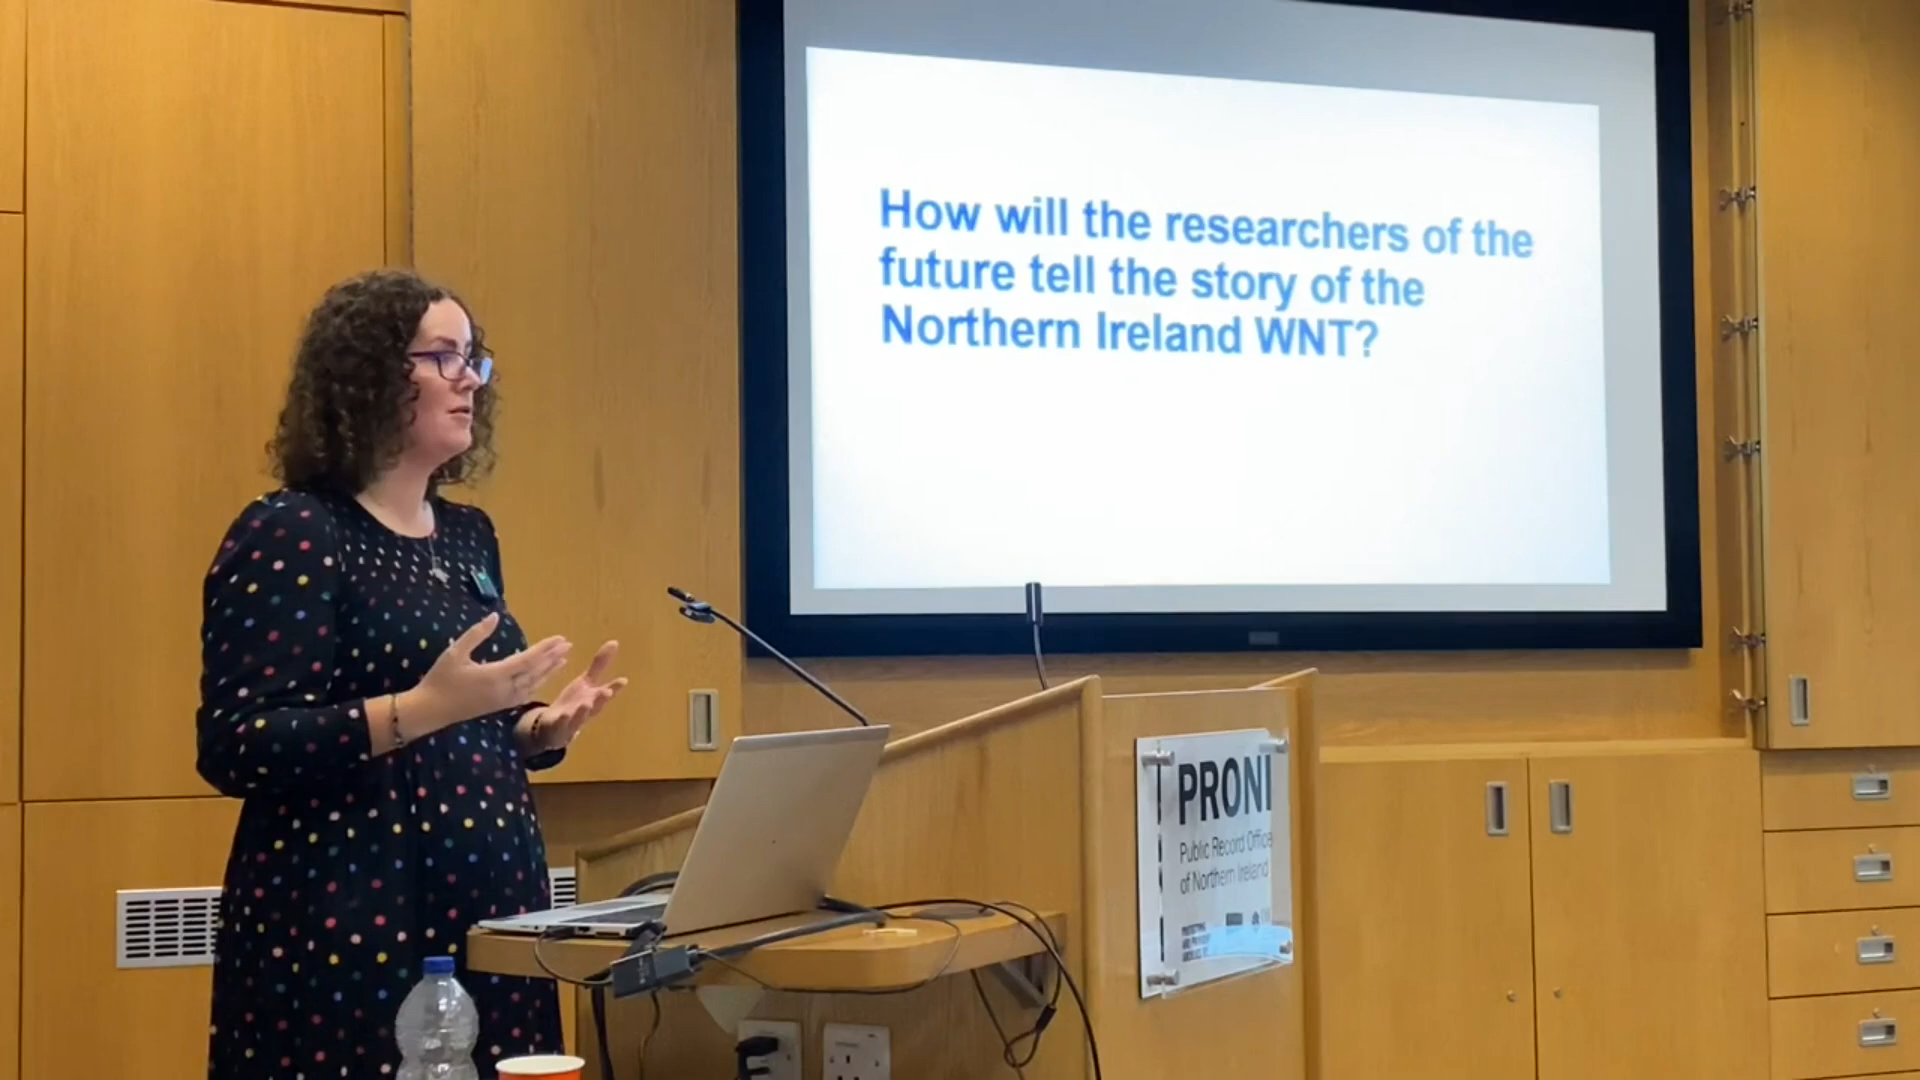 How will the researchers of the
future tell the story of the
Northern Ireland WNT?
PRONI
Public Record Office
of Northern Ireland